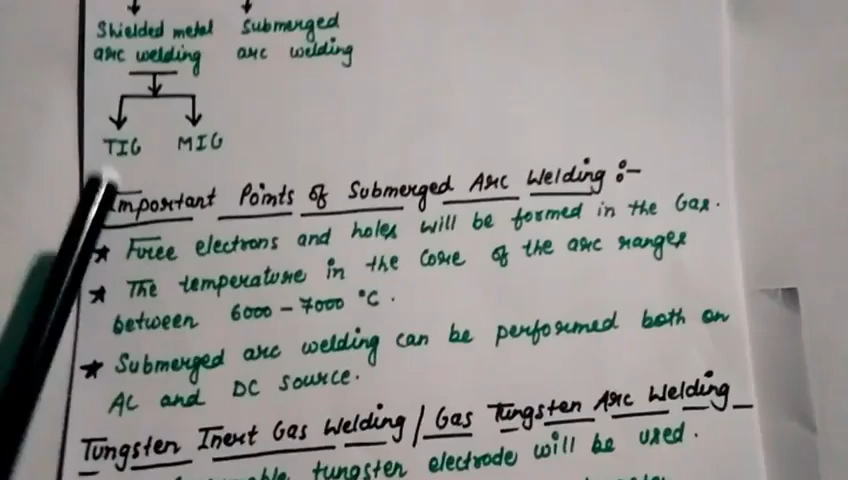 Shielded metal Submerged
arc welding arc welding
TIG MIG
Important Points of Submerged Arc Welding :-
* Free electrons and holes will be formed in the Gas.
* The temperature in the core of the arc ranges
between 6000 - 7000 °C.
* Submerged arc welding can be performed both on
AC and DC source.
Tungsten Inert Gas Welding / Gas Tungsten Arc Welding
tungsten electrode will be used.